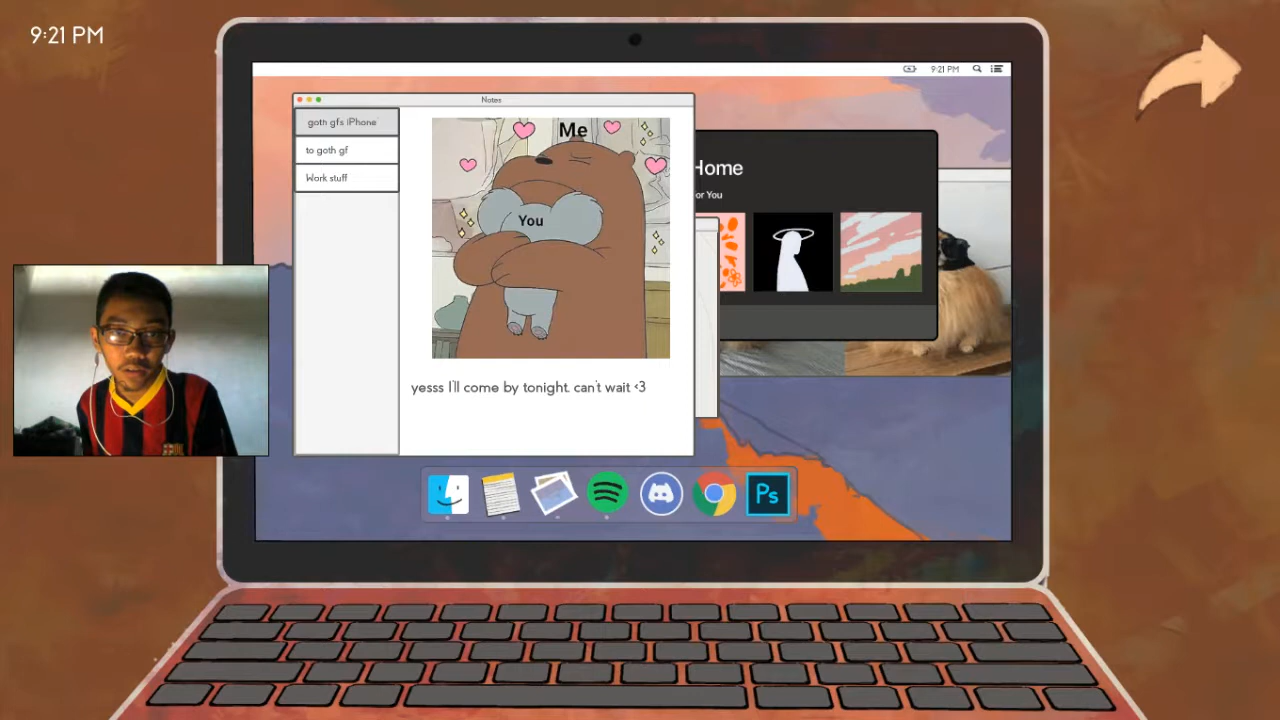 9:21 PM
9:21 PM
Notes
goth gfs iPhone
to goth gf
Work stuff
Me
You
yesss I'll come by tonight. can't wait <3
Home
or You
Ps